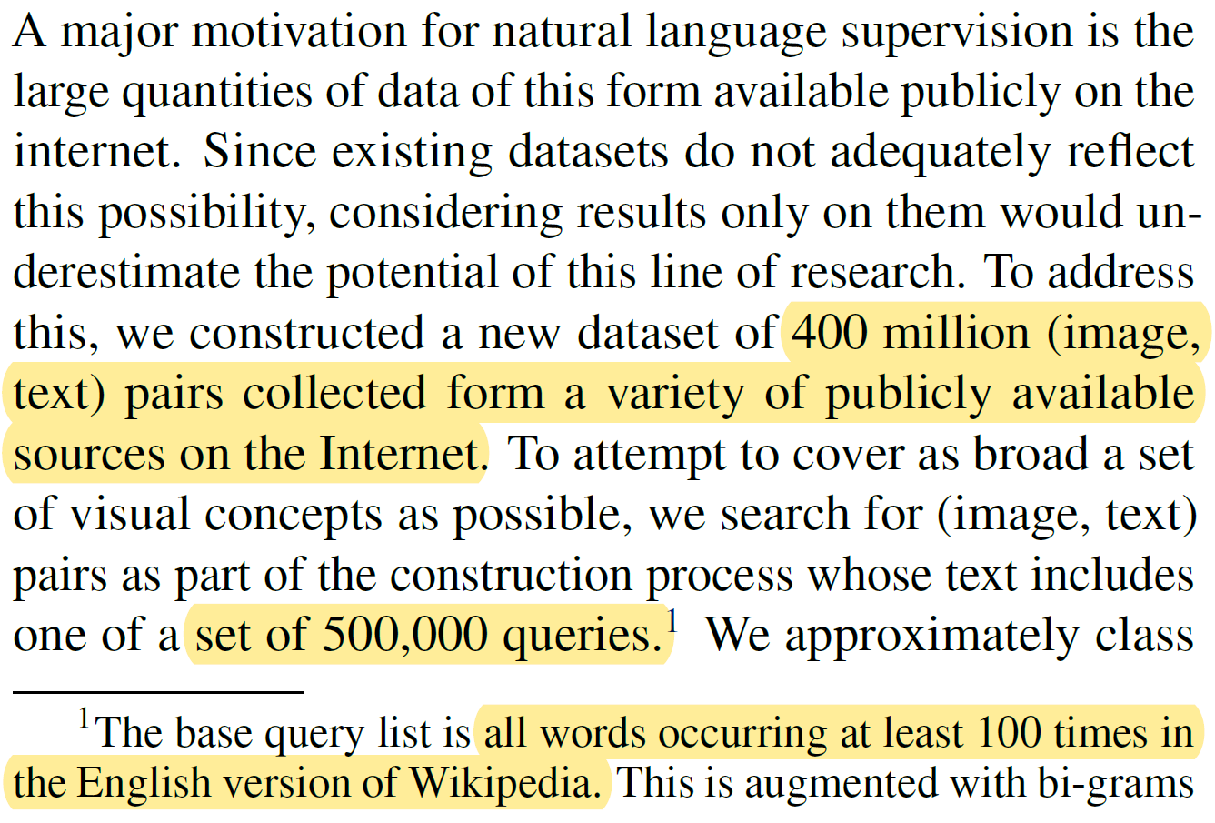 A major motivation for natural language supervision is the
large quantities of data of this form available publicly on the
internet. Since existing datasets do not adequately reflect
this possibility, considering results only on them would un-
derestimate the potential of this line of research. To address
this, we constructed a new dataset of 400 million (image,
text) pairs collected form a variety of publicly available
sources on the Internet. To attempt to cover as broad a set
of visual concepts as possible, we search for (image, text)
pairs as part of the construction process whose text includes
one of a set of 500,000 queries.1 We approximately class
1The base query list is all words occurring at least 100 times in
the English version of Wikipedia. This is augmented with bi-grams